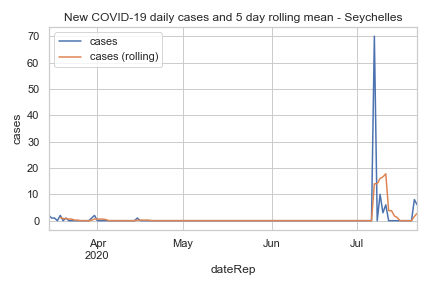 New COVID-19 daily cases and 5 day rolling mean - Seychelles
cases
cases (rolling)
70
60
50
40
30
20
10
0
cases
Apr
2020
May
Jun
Jul
dateRep